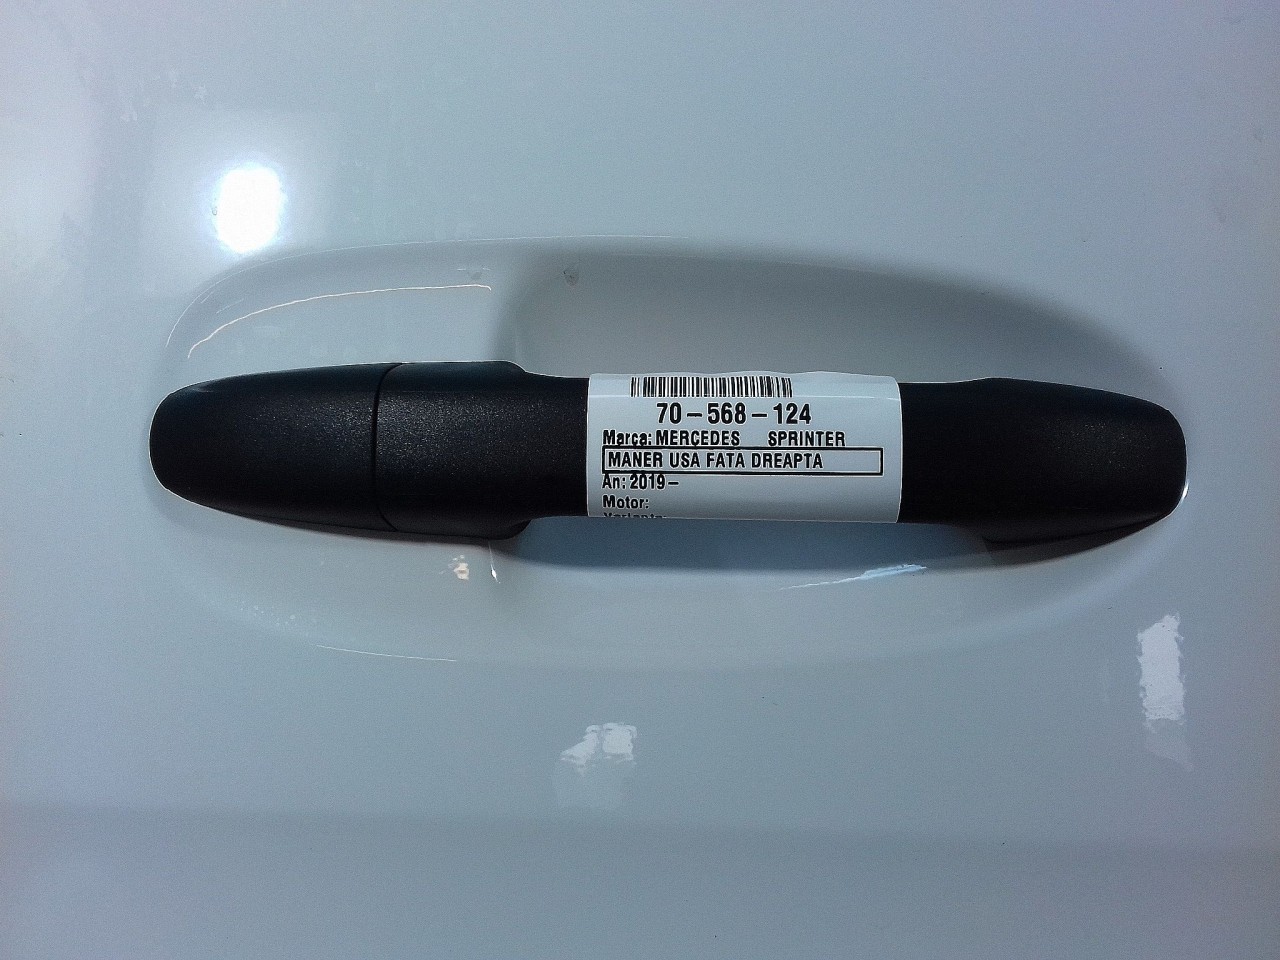 70-568-124
Marca: MERCEDES SPRINTER
MANER USA FATA DREAPTA
An: 2019-
Motor: